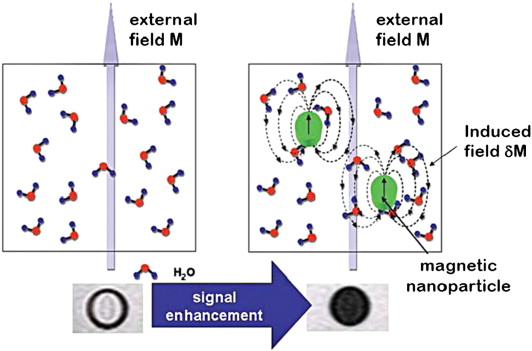 external
field M
external
field M
Induced
field δM
magnetic
nanoparticle
H₂O
signal
enhancement